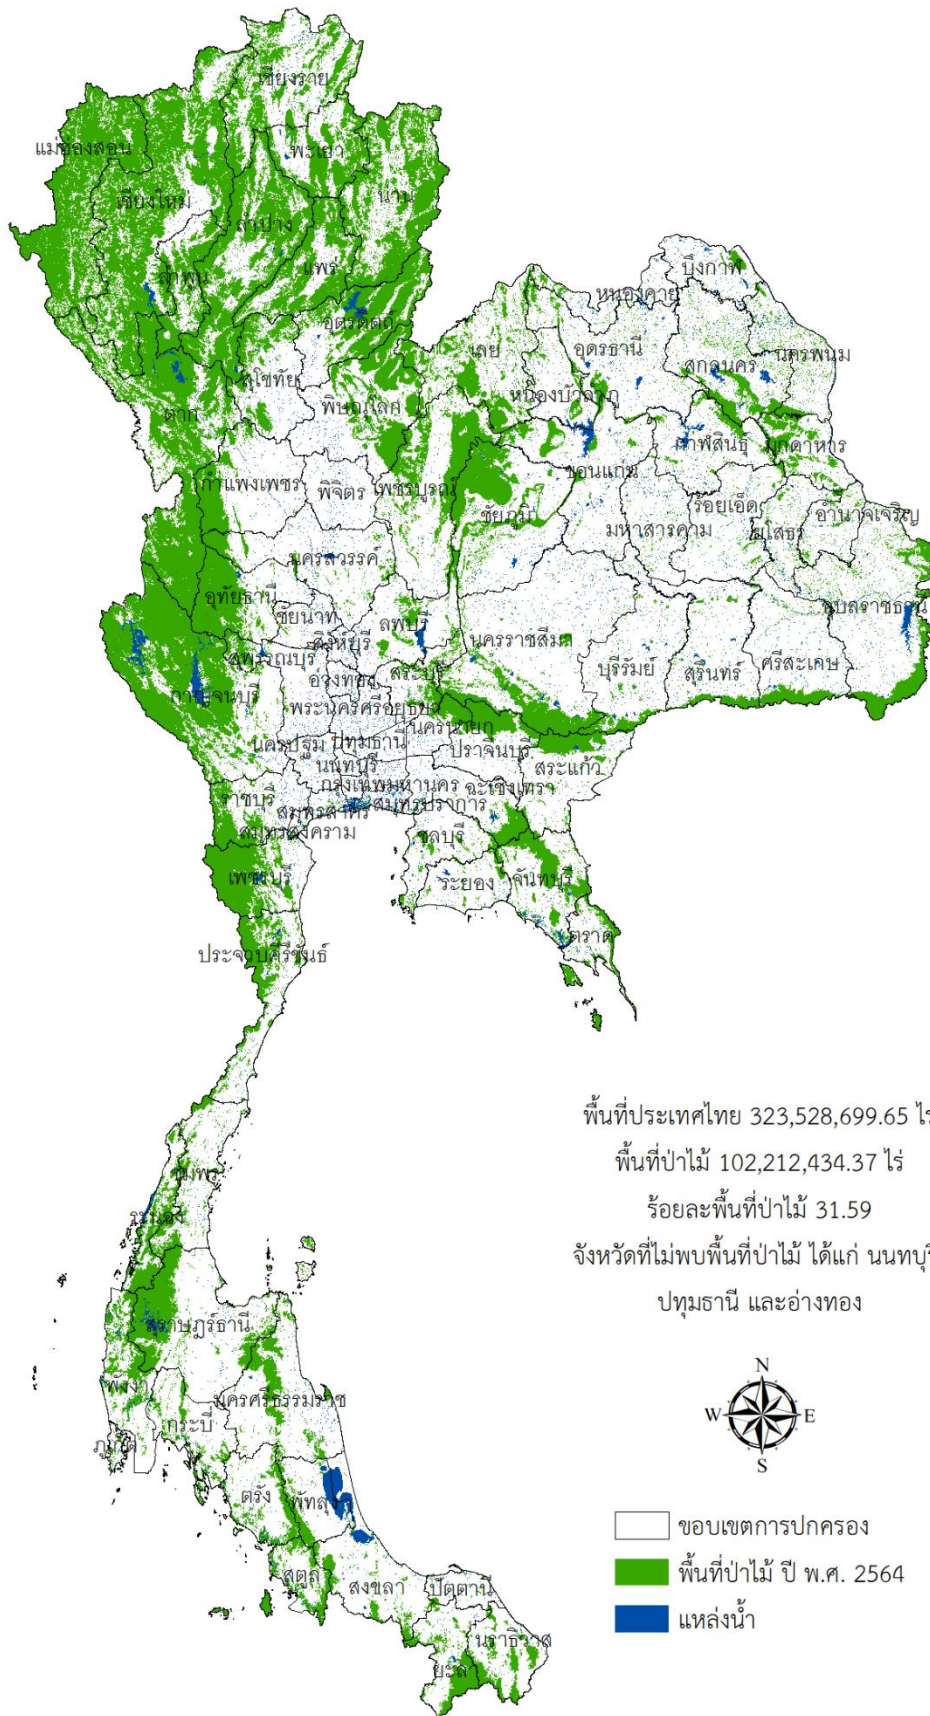 เชียงราย
แม่ฮ่องสอน
พะเยา
เชียงใหม่
น่าน
ลำปาง
แพร่
ลำพูน
อุตรดิตถ์
บึงกาฬ
หนองคาย
เลย
อุดรธานี
สกลนคร
นครพนม
สุโขทัย
หนองบัวลำภู
พิษณุโลก
ตาก
กาฬสินธุ์
มุกดาหาร
ขอนแก่น
กำแพงเพชร
พิจิตร
เพชรบูรณ์
ชัยภูมิ
ร้อยเอ็ด
อำนาจเจริญ
มหาสารคาม
ยโสธร
นครสวรรค์
อุทัยธานี
ชัยนาท
ลพบุรี
นครราชสีมา
อุบลราชธานี
สิงห์บุรี
สุพรรณบุรี
สระบุรี
บุรีรัมย์
สุรินทร์
ศรีสะเกษ
อ่างทอง
กาญจนบุรี
พระนครศรีอยุธยา
นครนายก
นครปฐม
ปทุมธานี
ปราจีนบุรี
นนทบุรี
สระแก้ว
กรุงเทพมหานคร
ฉะเชิงเทรา
ราชบุรี
สมุทรสาคร
สมุทรปราการ
สมุทรสงคราม
ชลบุรี
เพชรบุรี
ระยอง
จันทบุรี
ตราด
ประจวบคีรีขันธ์
พื้นที่ประเทศไทย 323,528,699.65 ไร่
พื้นที่ป่าไม้ 102,212,434.37 ไร่
ร้อยละพื้นที่ป่าไม้ 31.59
จังหวัดที่ไม่พบพื้นที่ป่าไม้ ได้แก่ นนทบุรี
ปทุมธานี และอ่างทอง
ชุมพร
ระนอง
สุราษฎร์ธานี
พังงา
นครศรีธรรมราช
กระบี่
ภูเก็ต
N
W E
S
ตรัง
พัทลุง
สตูล
สงขลา
ปัตตานี
นราธิวาส
ยะลา
ขอบเขตการปกครอง
พื้นที่ป่าไม้ ปี พ.ศ. 2564
แหล่งน้ำ